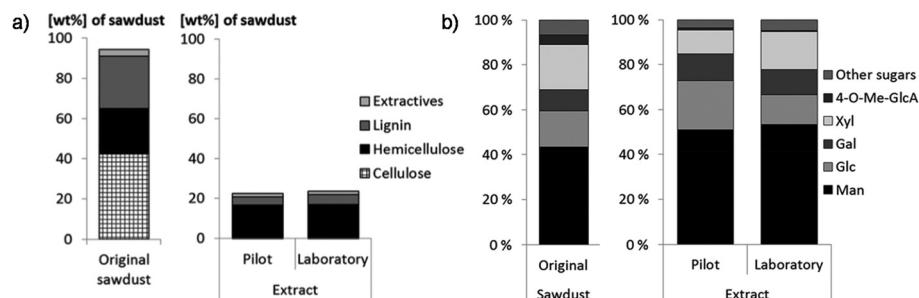 a)
[wt%] of sawdust
100
80
60
40
20
0
Original
sawdust
[wt%] of sawdust
100
80
60
40
20
0
Pilot
Laboratory
Extract
Extractives
Lignin
Hemicellulose
Cellulose
b)
100 %
80 %
60 %
40 %
20 %
0 %
Original
Sawdust
100 %
80 %
60 %
40 %
20 %
0 %
Pilot
Laboratory
Extract
Other sugars
4-O-Me-GlcA
Xyl
Gal
Glc
Man